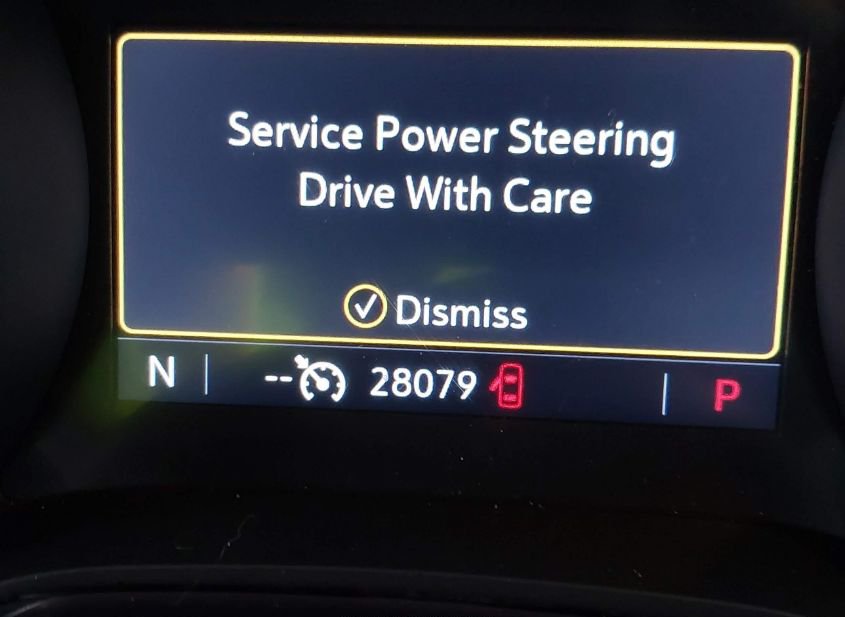 Service Power Steering
Drive With Care
Dismiss
N
--
28079
P